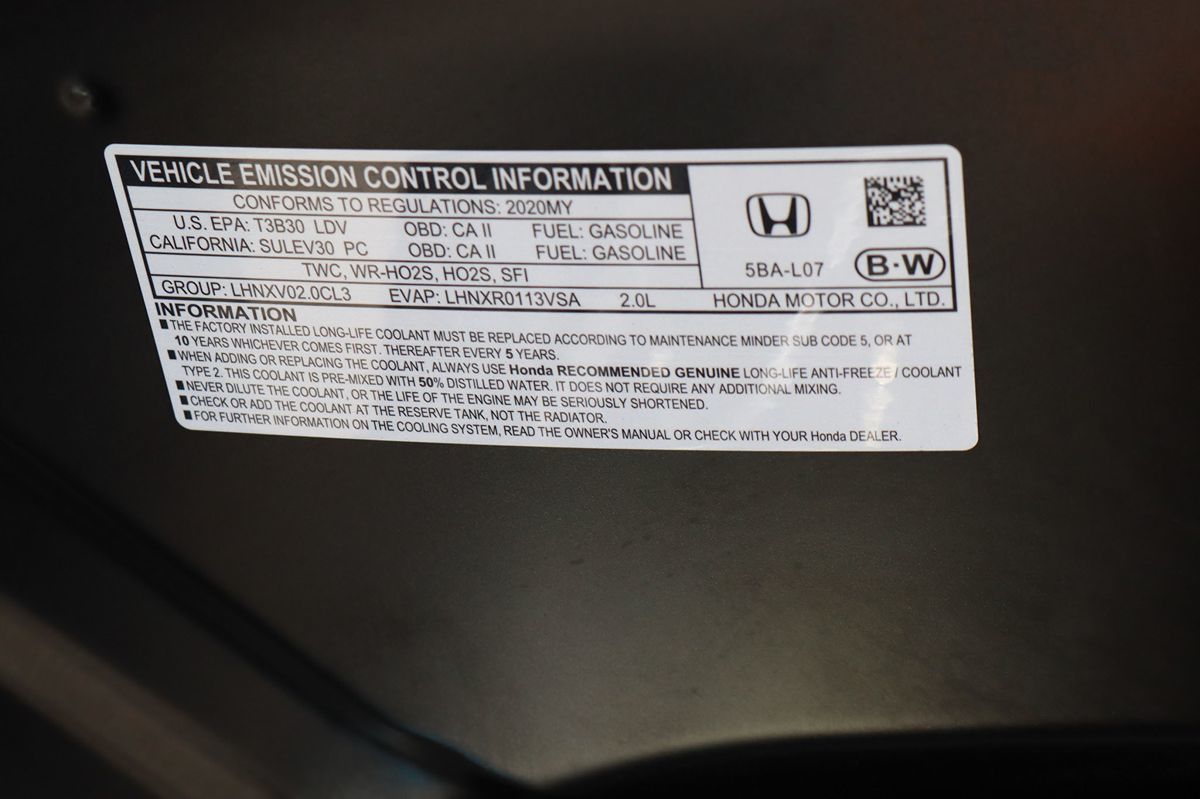 VEHICLE EMISSION CONTROL INFORMATION
CONFORMS TO REGULATIONS: 2020MY
U.S. EPA: T3B30 LDV OBD: CA II FUEL: GASOLINE
CALIFORNIA: SULEV30 PC OBD: CA II FUEL: GASOLINE
TWC, WR-HO2S, HO2S, SFI
5BA-L07 B·W
GROUP: LHNXV02.0CL3 EVAP: LHNXR0113VSA 2.0L HONDA MOTOR CO., LTD.
INFORMATION
■THE FACTORY INSTALLED LONG-LIFE COOLANT MUST BE REPLACED ACCORDING TO MAINTENANCE MINDER SUB CODE 5, OR AT
10 YEARS WHICHEVER COMES FIRST. THEREAFTER EVERY 5 YEARS.
■WHEN ADDING OR REPLACING THE COOLANT, ALWAYS USE Honda RECOMMENDED GENUINE LONG-LIFE ANTI-FREEZE / COOLANT
TYPE 2. THIS COOLANT IS PRE-MIXED WITH 50% DISTILLED WATER. IT DOES NOT REQUIRE ANY ADDITIONAL MIXING.
■NEVER DILUTE THE COOLANT, OR THE LIFE OF THE ENGINE MAY BE SERIOUSLY SHORTENED.
■CHECK OR ADD THE COOLANT AT THE RESERVE TANK, NOT THE RADIATOR.
■FOR FURTHER INFORMATION ON THE COOLING SYSTEM, READ THE OWNER'S MANUAL OR CHECK WITH YOUR Honda DEALER.